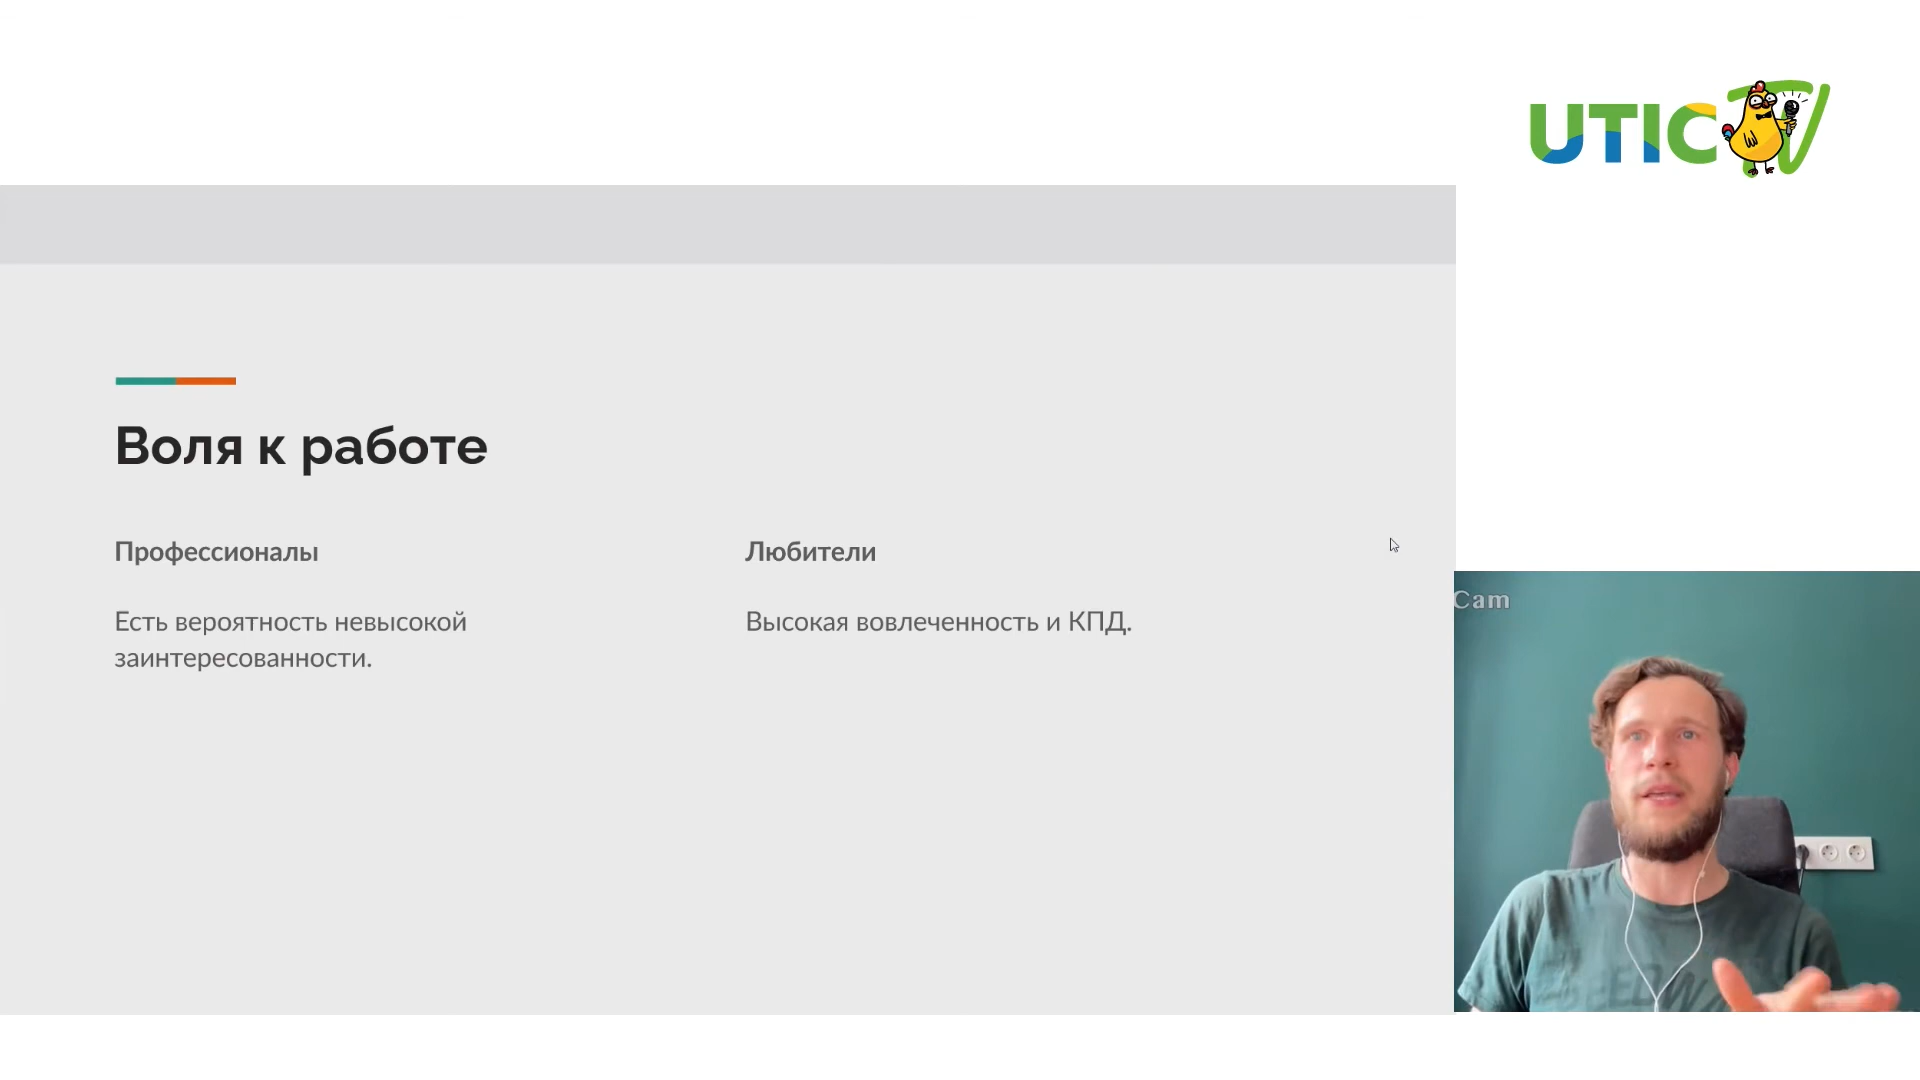 UTIC TV
Воля к работе
Профессионалы
Есть вероятность невысокой
заинтересованности.
Любители
Высокая вовлеченность и КПД.
Cam